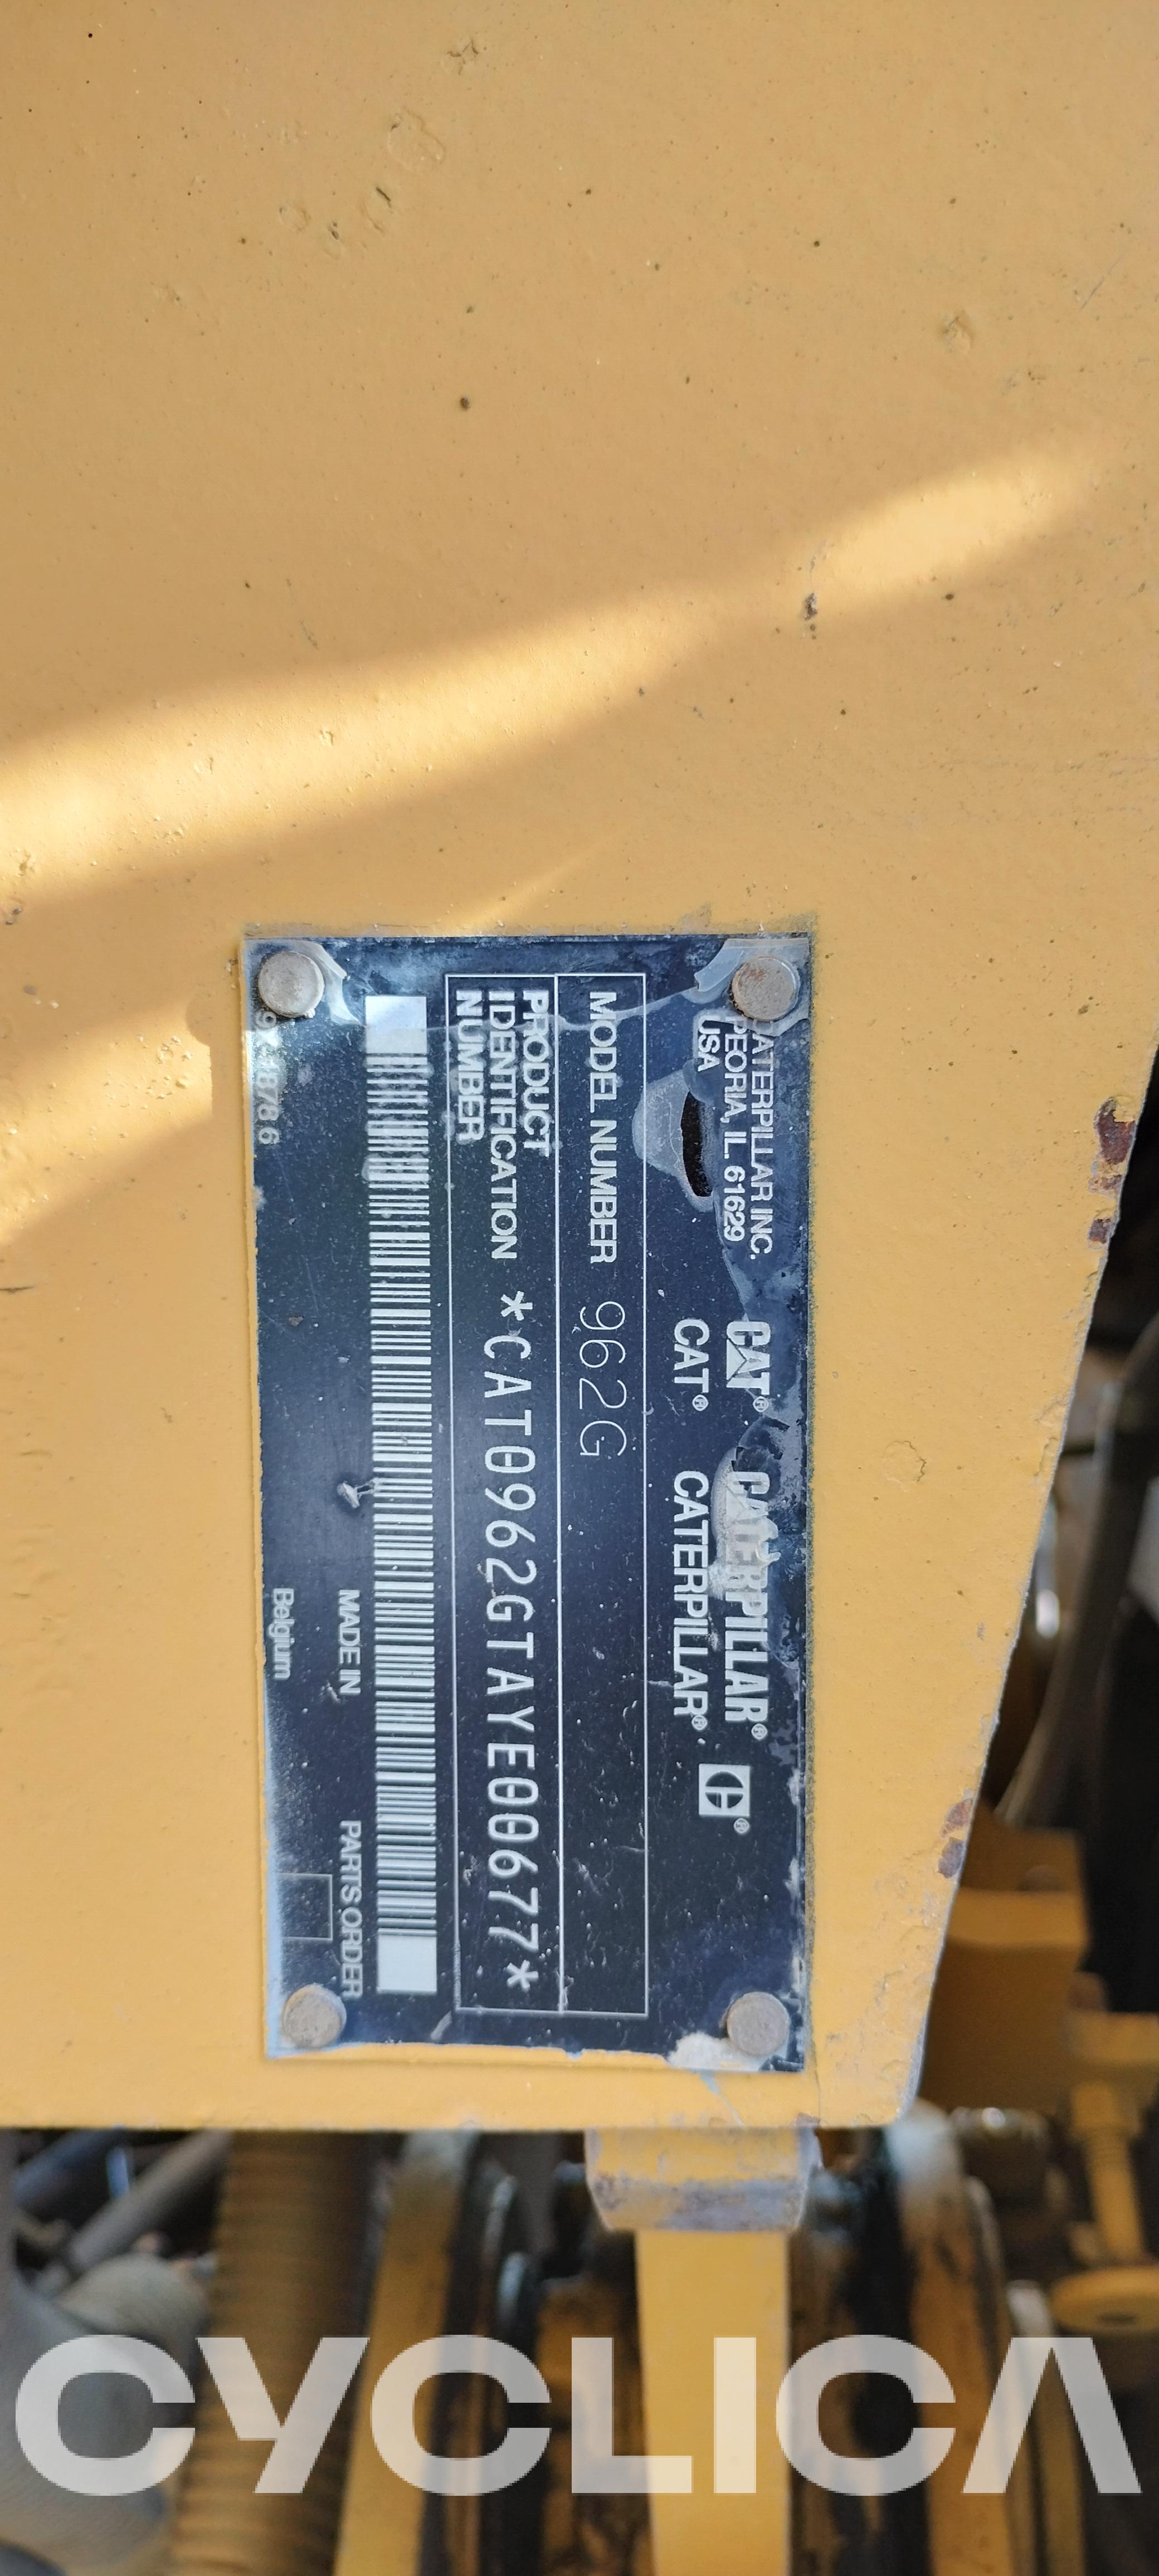 CATERPILLAR INC.
PEORIA, IL. 61629
USA
CAT® CATERPILLAR®
CAT® CATERPILLAR®
MODEL NUMBER 962G
PRODUCT
IDENTIFICATION
NUMBER
*CAT0962GTAYE00677*
MADE IN
Belgium
PARTS ORDER
CYCLICA